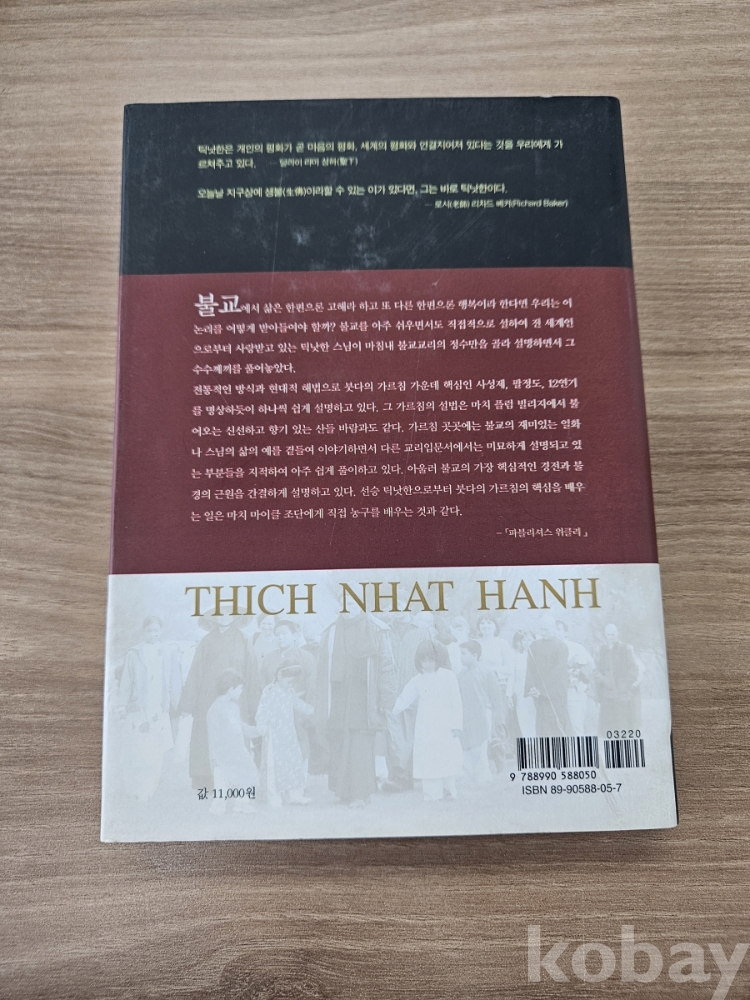 틱낫한은 개인의 평화가 곧 마음의 평화, 세계의 평화와 연결지어져 있다는 것을 우리에게 가
르쳐주고 있다. — 달라이 라마 성하(聖下)
오늘날 지구상에 생불(生佛)이라할 수 있는 이가 있다면, 그는 바로 틱낫한이다.
— 로시(老師) 리차드 베커(Richard Baker)
불교에서 삶은 한편으론 고해라 하고 또 다른 한편으론 행복이라 한다면 우리는 이
논리를 어떻게 받아들여야 할까? 불교를 아주 쉬우면서도 직접적으로 설하여 전 세계인
으로부터 사랑받고 있는 틱낫한 스님이 마침내 불교교리의 정수만을 골라 설명하면서 그
수수께끼를 풀어놓았다.
전통적인 방식과 현대적 해법으로 붓다의 가르침 가운데 핵심인 사성제, 팔정도, 12연기
를 명상하듯이 하나씩 쉽게 설명하고 있다. 그 가르침의 설법은 마치 플럼 빌리지에서 불
어오는 신선하고 향기 있는 산들 바람과도 같다. 가르침 곳곳에는 불교의 재미있는 일화
나 스님의 삶의 예를 곁들여 이야기하면서 다른 교리입문서에서는 미묘하게 설명되고 있
는 부분들을 지적하여 아주 쉽게 풀이하고 있다. 아울러 불교의 가장 핵심적인 경전과 불
경의 근원을 간결하게 설명하고 있다. 선승 틱낫한으로부터 붓다의 가르침의 핵심을 배우
는 일은 마치 마이클 조단에게 직접 농구를 배우는 것과 같다.
–「퍼블리셔스 위클리」
THICH NHAT HANH
03220
9 788990 588050
ISBN 89-90588-05-7
값 11,000원
kobay